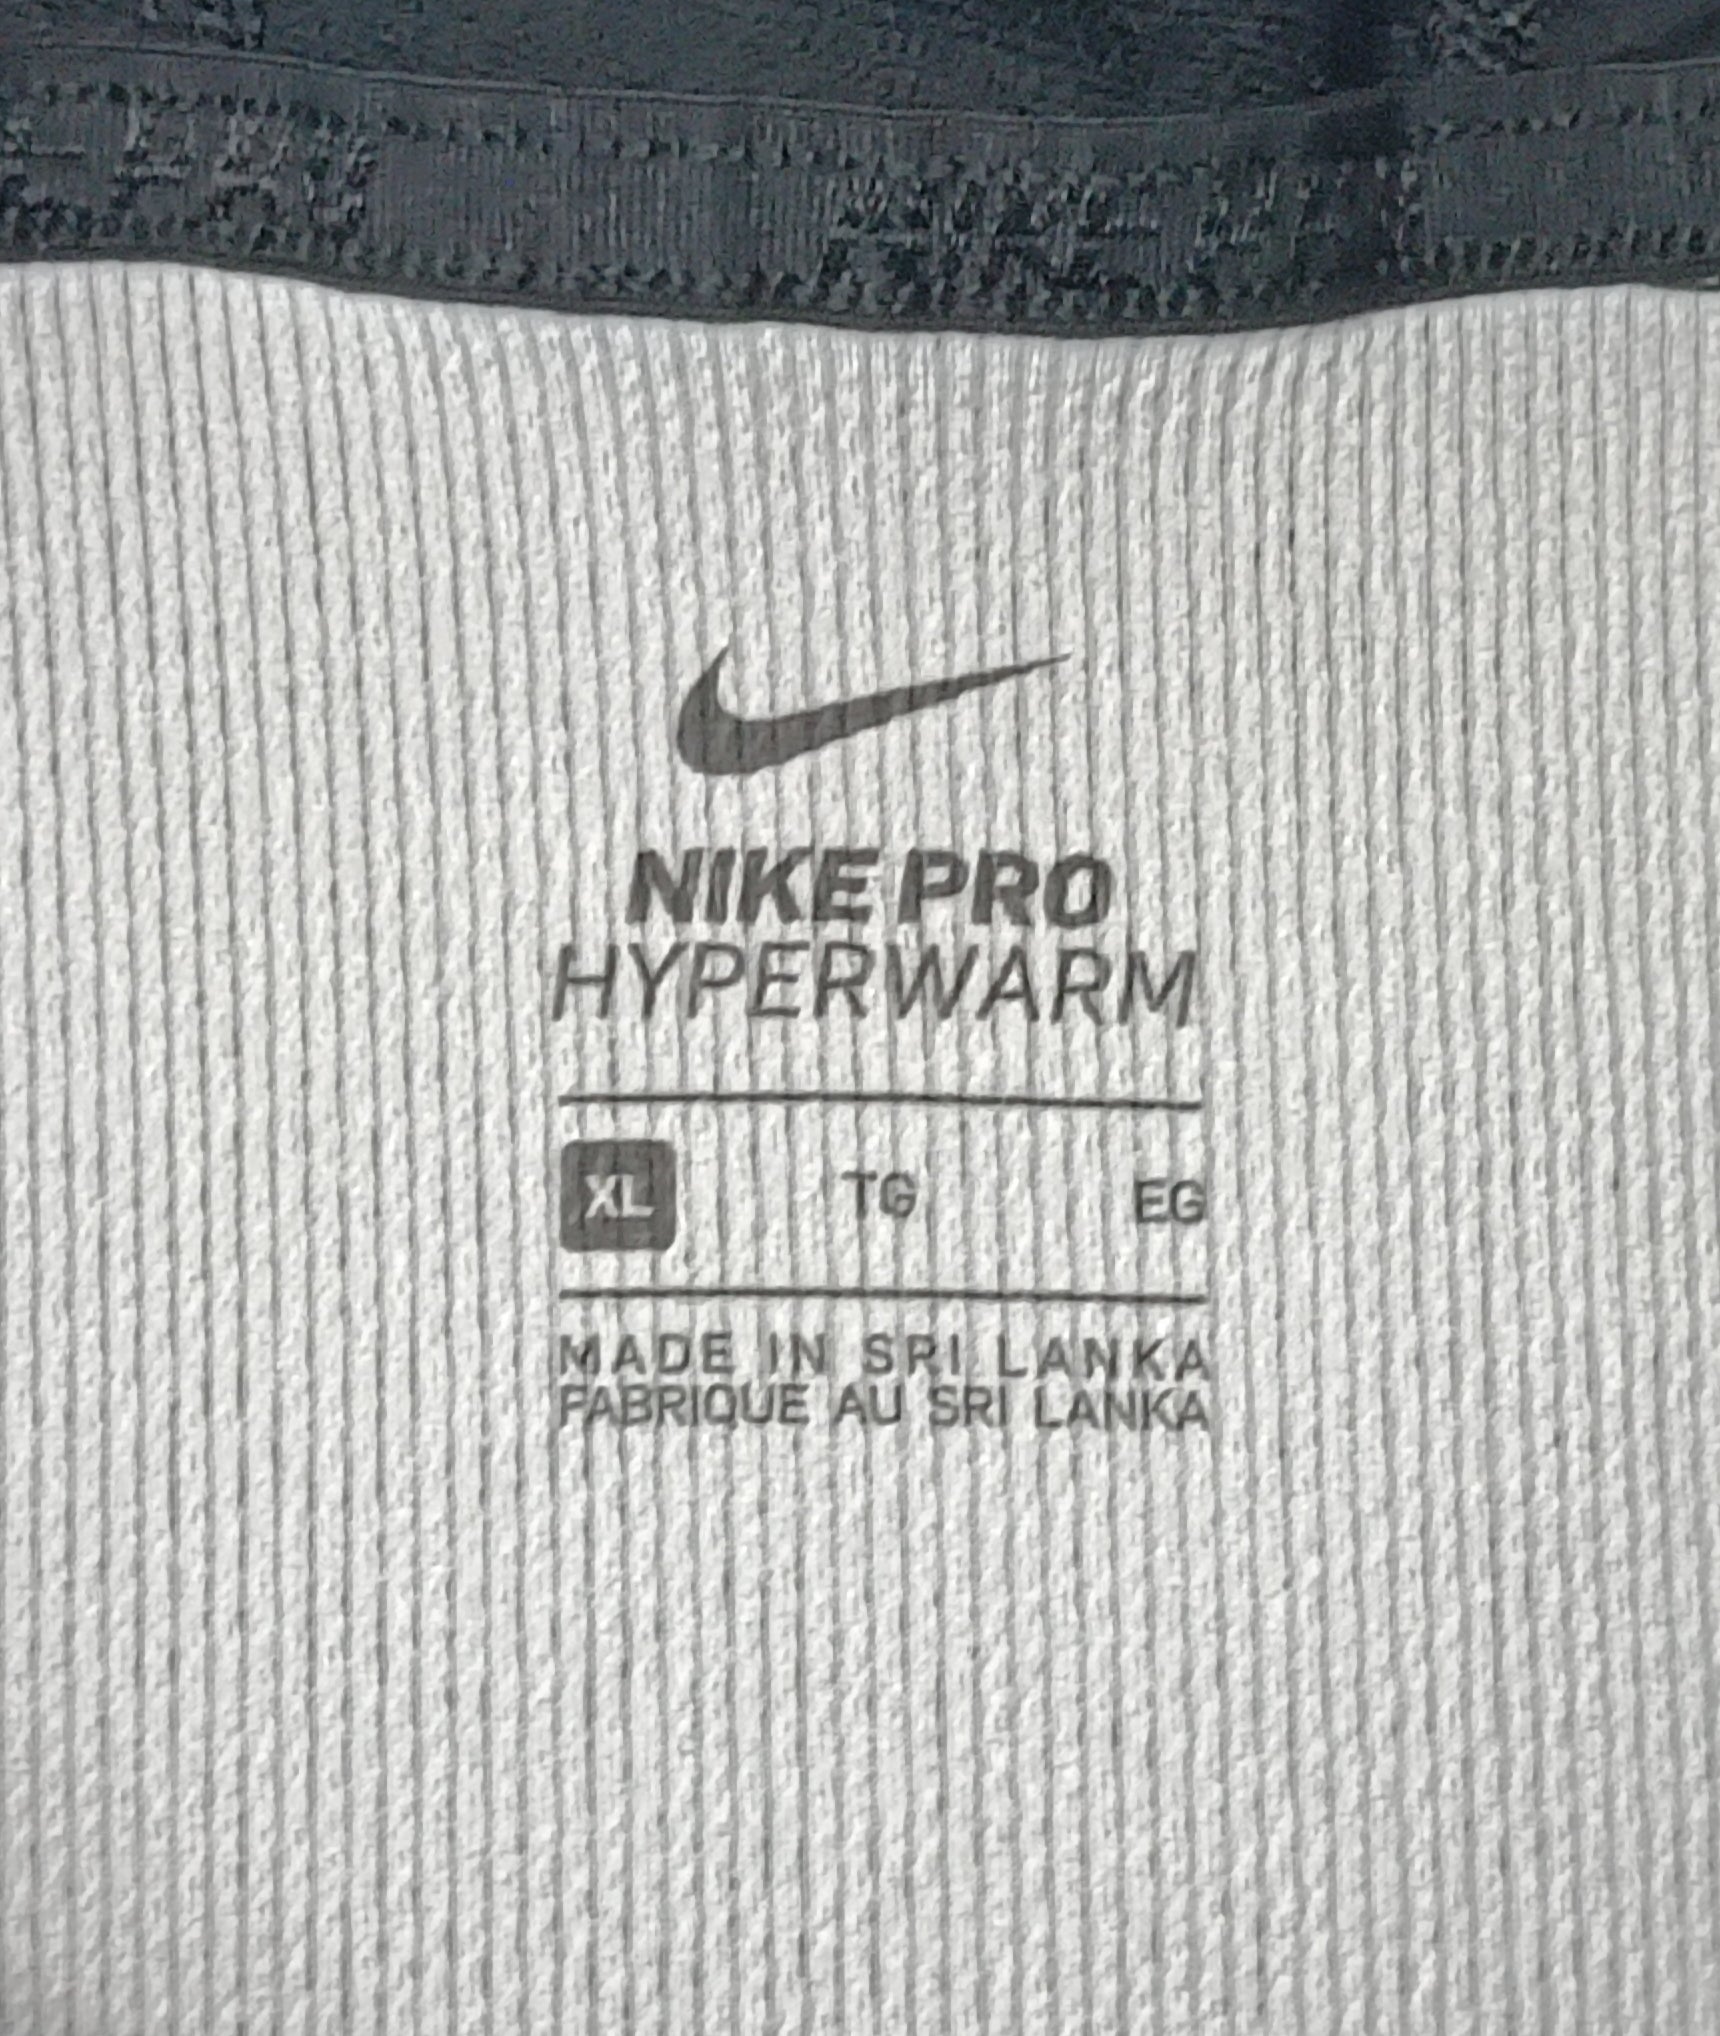 NIKE PRO
HYPERWARM
XL TG EG
MADE IN SRI LANKA
FABRIQUE AU SRI LANKA